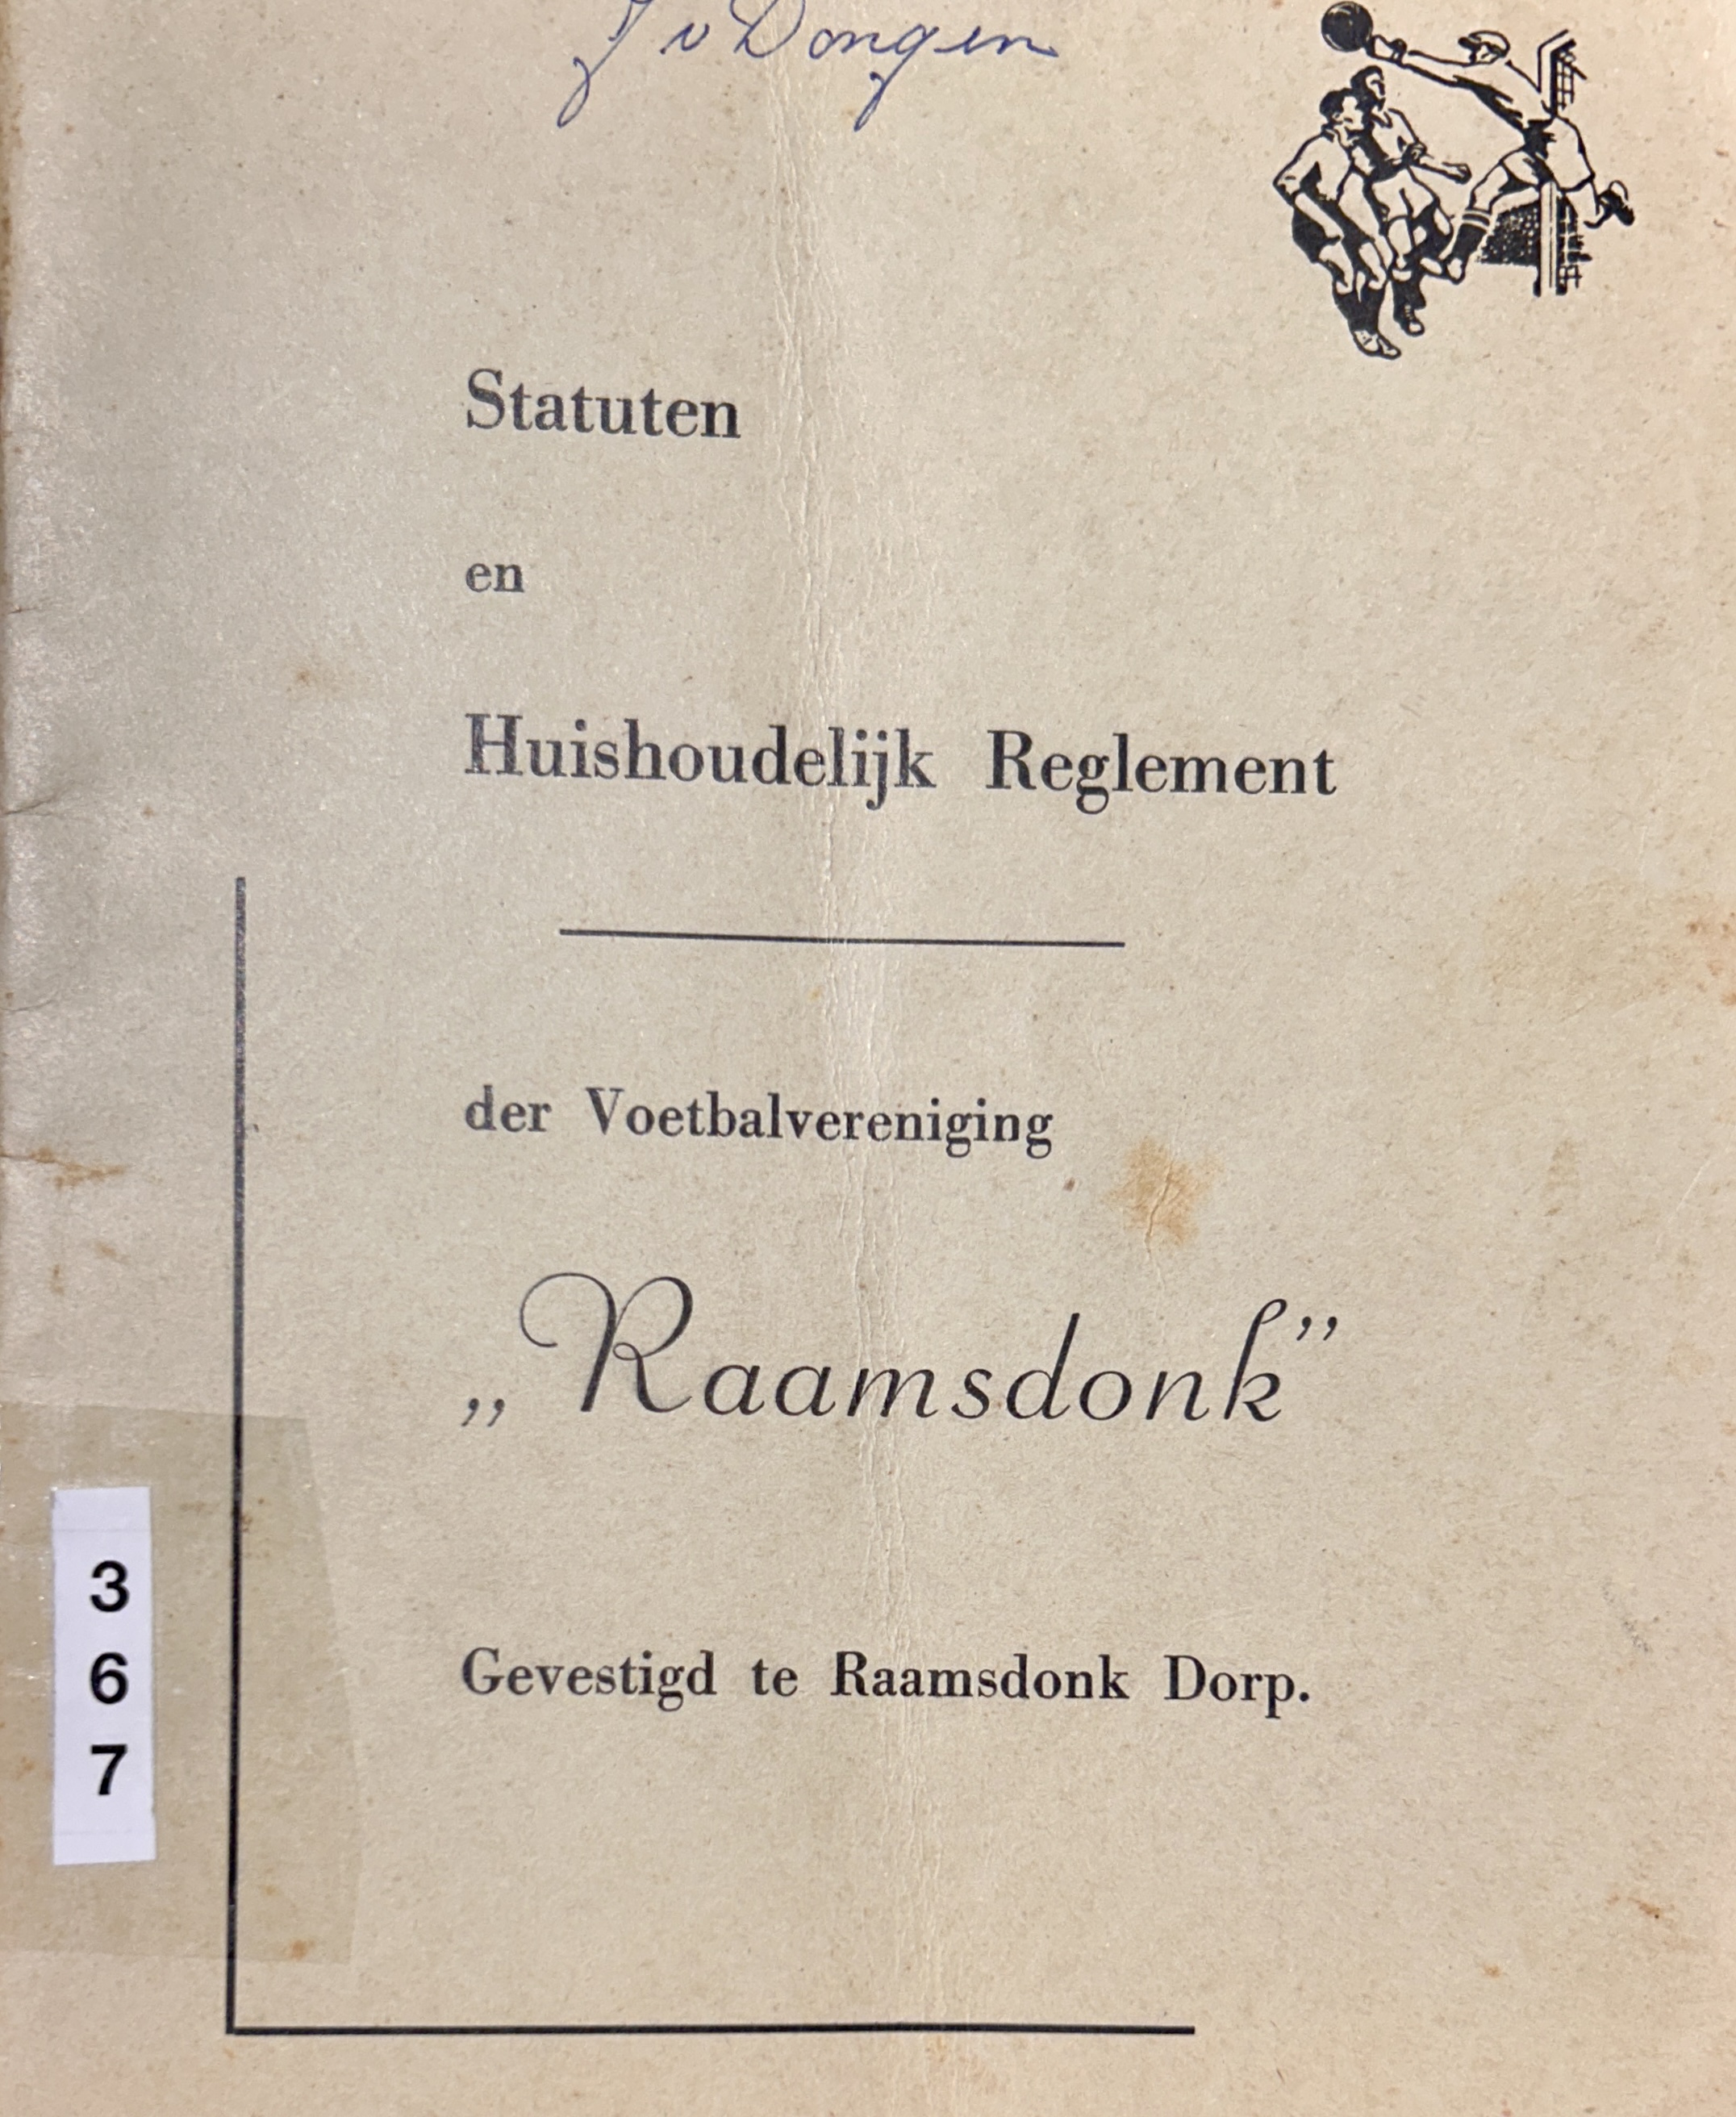 J v Dongen
Statuten
en
Huishoudelijk Reglement
der Voetbalvereniging
„Raamsdonk”
3
6
7
Gevestigd te Raamsdonk Dorp.